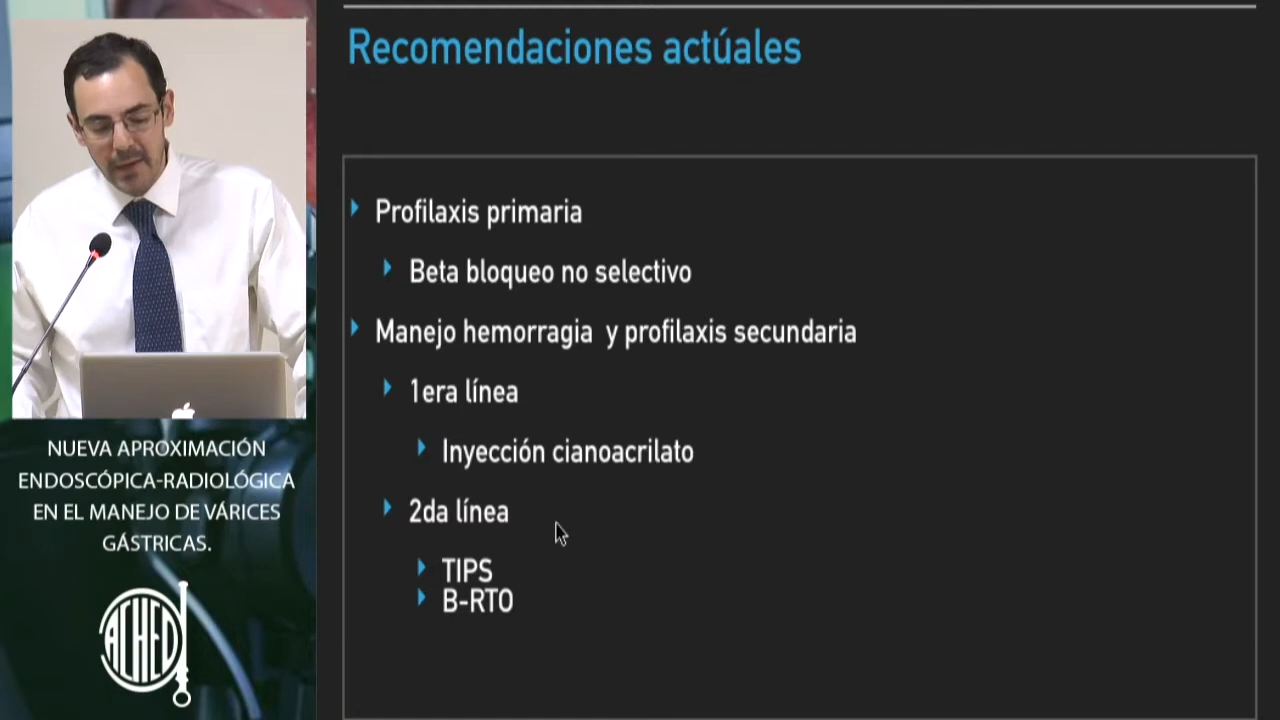 Recomendaciones actúales
Profilaxis primaria
Beta bloqueo no selectivo
Manejo hemorragia y profilaxis secundaria
1era línea
Inyección cianoacrilato
2da línea
TIPS
B-RTO
NUEVA APROXIMACIÓN
ENDOSCÓPICA-RADIOLÓGICA
EN EL MANEJO DE VÁRICES
GÁSTRICAS.
ACHED